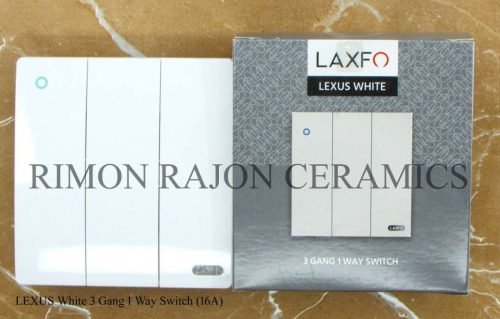 LAXFO
LEXUS WHITE
RIMON RAJON CERAMICS
LAXFO
3 GANG 1 WAY SWITCH
LEXUS White 3 Gang 1 Way Switch (16A)